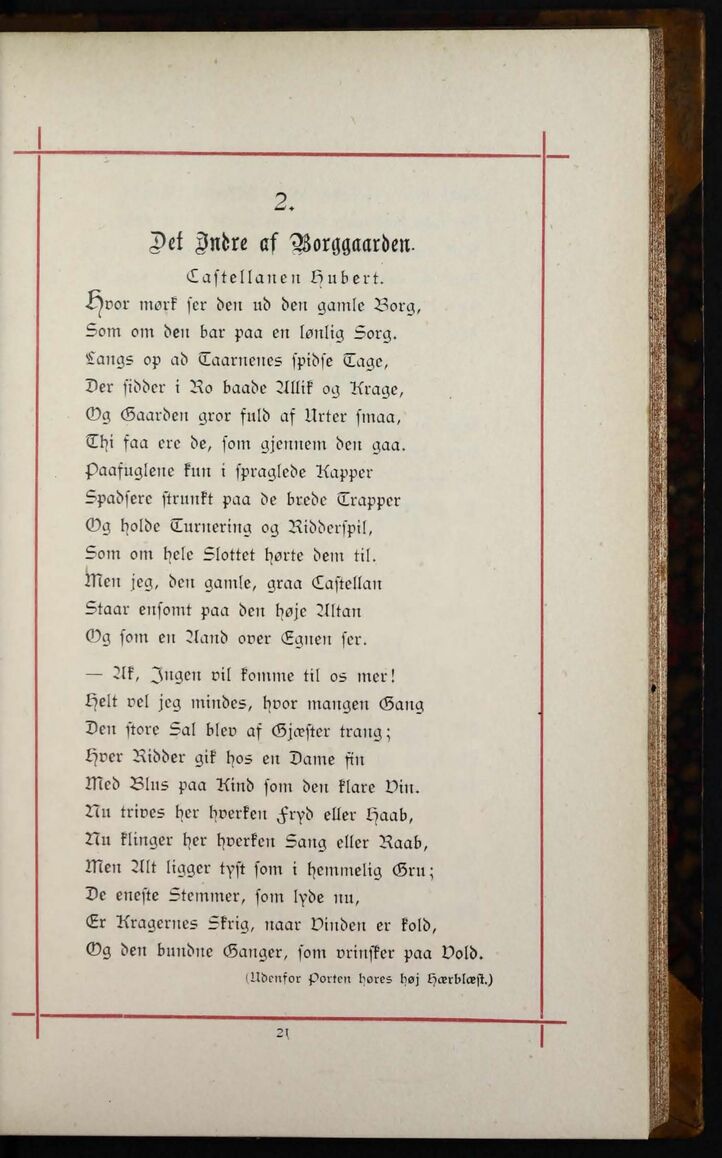 2.
Det Indre af Borggaarden.
Castellanen Hubert.
Hvor mørk ser den ud den gamle Borg,
Som om den bar paa en lønlig Sorg.
Langs op ad Taarnenes spidse Tage,
Der sidder i Ro baade Allik og Krage,
Og Gaarden gror fuld af Urter smaa,
Thi faa ere de, som gjennem den gaa.
Paafuglene kun i spraglede Kapper
Spadsere strunkt paa de brede Trapper
Og holde Turnering og Ridderspil,
Som om hele Slottet hørte dem til.
Men jeg, den gamle, graa Castellan
Staar ensomt paa den høje Altan
Og som en Aand over Egnen ser.
— Ak, Ingen vil komme til os mer!
Helt vel jeg mindes, hvor mangen Gang
Den store Sal blev af Gjæster trang;
Hver Ridder gik hos en Dame fin
Med Blus paa Kind som den klare Vin.
Nu trives her hverken Fryd eller Haab,
Nu klinger her hverken Sang eller Raab,
Men Alt ligger tyst som i hemmelig Gru;
De eneste Stemmer, som lyde nu,
Er Kragernes Skrig, naar Vinden er kold,
Og den bundne Ganger, som vrinsker paa Vold.
(Udenfor Porten høres høj Hærblæst.)
21